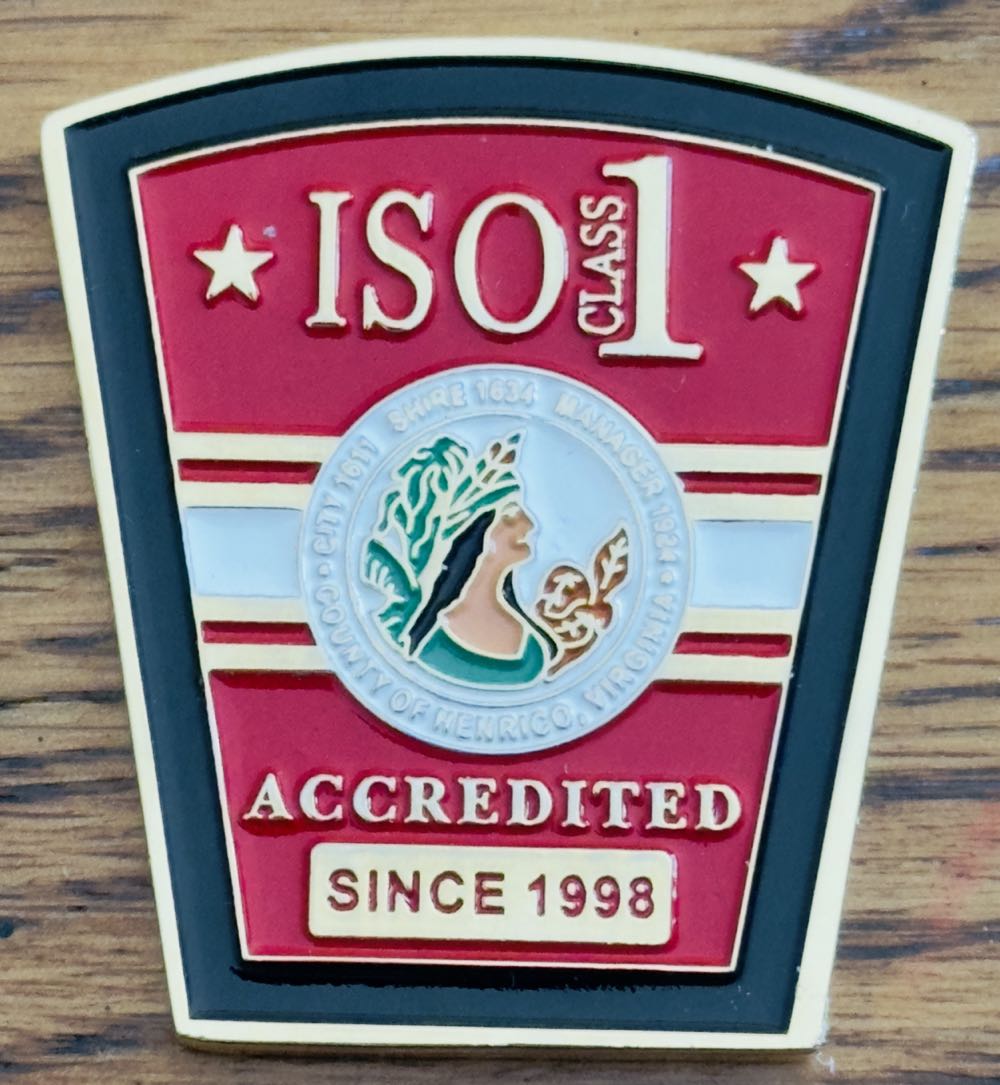 ISO CLASS 1
CITY 1611 SHIRE 1634 MANAGER 1934
COUNTY OF HENRICO, VIRGINIA
ACCREDITED
SINCE 1998